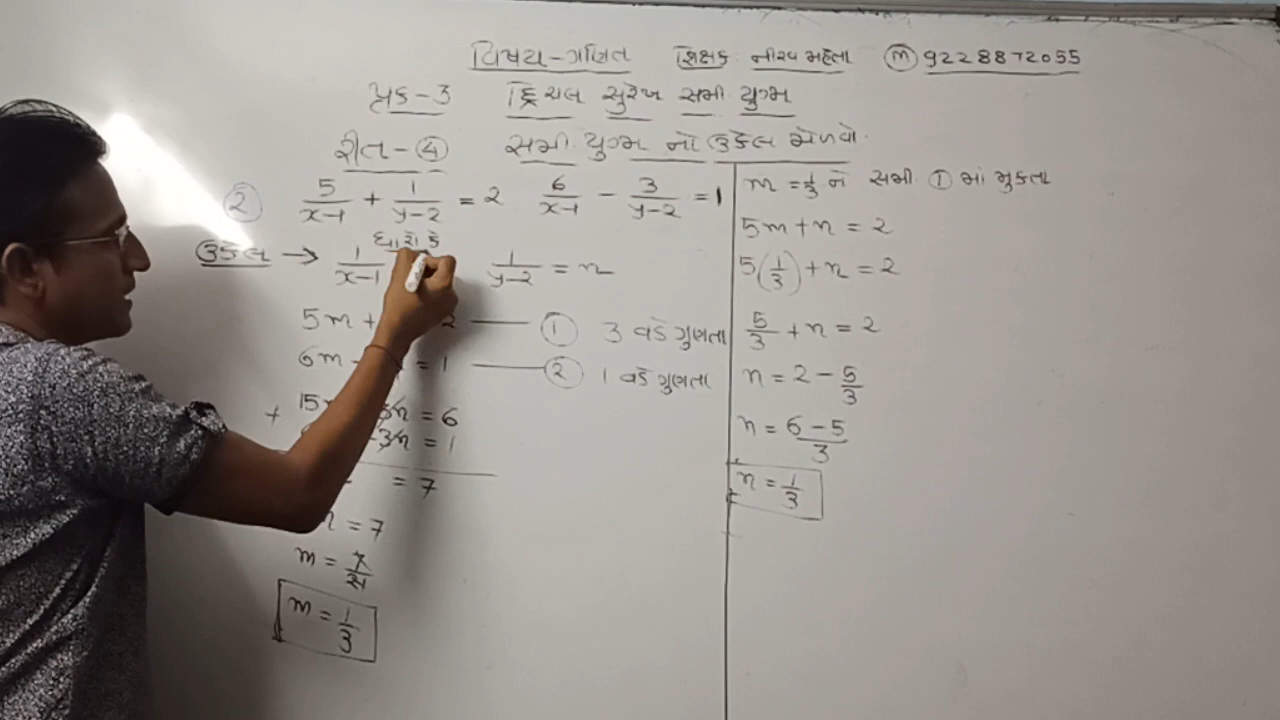 વિષય-ગણિત શિક્ષક નીરવ મહેતા (m) 9228872055
પ્રક-3 દ્વિચલ સુરેખ સમી યુગ્મ
રીત-④ સમી યુગ્મ નો ઉકેલ મેળવો.
② 5/(x-1) + 1/(y-2) = 2 6/(x-1) - 3/(y-2) = 1
ઉકેલ → ધારો કે
1/(x-1) 1/(y-2) = n
5m + 2 —— ① 3 વડે ગુણતા
6m - = 1 —— ② 1 વડે ગુણતા
+ 15 3n = 6
-3n = 1
= 7
= 7
m = 7/21
m = 1/3
m = 1/3 ને સમી ① માં મુકતા
5m + n = 2
5(1/3) + n = 2
5/3 + n = 2
n = 2 - 5/3
n = (6 - 5)/3
n = 1/3